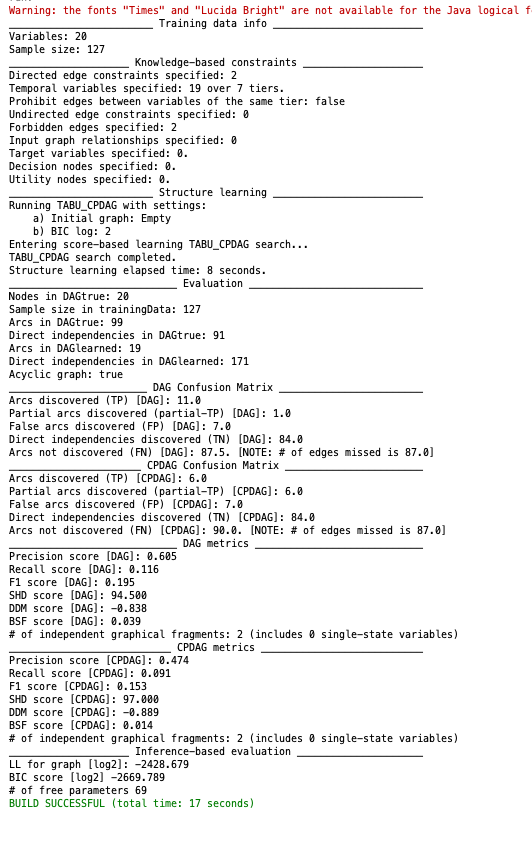 Warning: the fonts "Times" and "Lucida Bright" are not available for the Java logical f
________________________ Training data info _________________________
Variables: 20
Sample size: 127
____________________ Knowledge-based constraints ____________________
Directed edge constraints specified: 2
Temporal variables specified: 19 over 7 tiers.
Prohibit edges between variables of the same tier: false
Undirected edge constraints specified: 0
Forbidden edges specified: 2
Input graph relationships specified: 0
Target variables specified: 0.
Decision nodes specified: 0.
Utility nodes specified: 0.
________________________ Structure learning _________________________
Running TABU_CPDAG with settings:
a) Initial graph: Empty
b) BIC log: 2
Entering score-based learning TABU_CPDAG search...
TABU_CPDAG search completed.
Structure learning elapsed time: 8 seconds.
____________________________ Evaluation _____________________________
Nodes in DAGtrue: 20
Sample size in trainingData: 127
Arcs in DAGtrue: 99
Direct independencies in DAGtrue: 91
Arcs in DAGlearned: 19
Direct independencies in DAGlearned: 171
Acyclic graph: true
_______________________ DAG Confusion Matrix ________________________
Arcs discovered (TP) [DAG]: 11.0
Partial arcs discovered (partial-TP) [DAG]: 1.0
False arcs discovered (FP) [DAG]: 7.0
Direct independencies discovered (TN) [DAG]: 84.0
Arcs not discovered (FN) [DAG]: 87.5. [NOTE: # of edges missed is 87.0]
______________________ CPDAG Confusion Matrix _______________________
Arcs discovered (TP) [CPDAG]: 6.0
Partial arcs discovered (partial-TP) [CPDAG]: 6.0
False arcs discovered (FP) [CPDAG]: 7.0
Direct independencies discovered (TN) [CPDAG]: 84.0
Arcs not discovered (FN) [CPDAG]: 90.0. [NOTE: # of edges missed is 87.0]
____________________________ DAG metrics ____________________________
Precision score [DAG]: 0.605
Recall score [DAG]: 0.116
F1 score [DAG]: 0.195
SHD score [DAG]: 94.500
DDM score [DAG]: -0.838
BSF score [DAG]: 0.039
# of independent graphical fragments: 2 (includes 0 single-state variables)
___________________________ CPDAG metrics ___________________________
Precision score [CPDAG]: 0.474
Recall score [CPDAG]: 0.091
F1 score [CPDAG]: 0.153
SHD score [CPDAG]: 97.000
DDM score [CPDAG]: -0.889
BSF score [CPDAG]: 0.014
# of independent graphical fragments: 2 (includes 0 single-state variables)
____________________ Inference-based evaluation _____________________
LL for graph [log2]: -2428.679
BIC score [log2] -2669.789
# of free parameters 69
BUILD SUCCESSFUL (total time: 17 seconds)